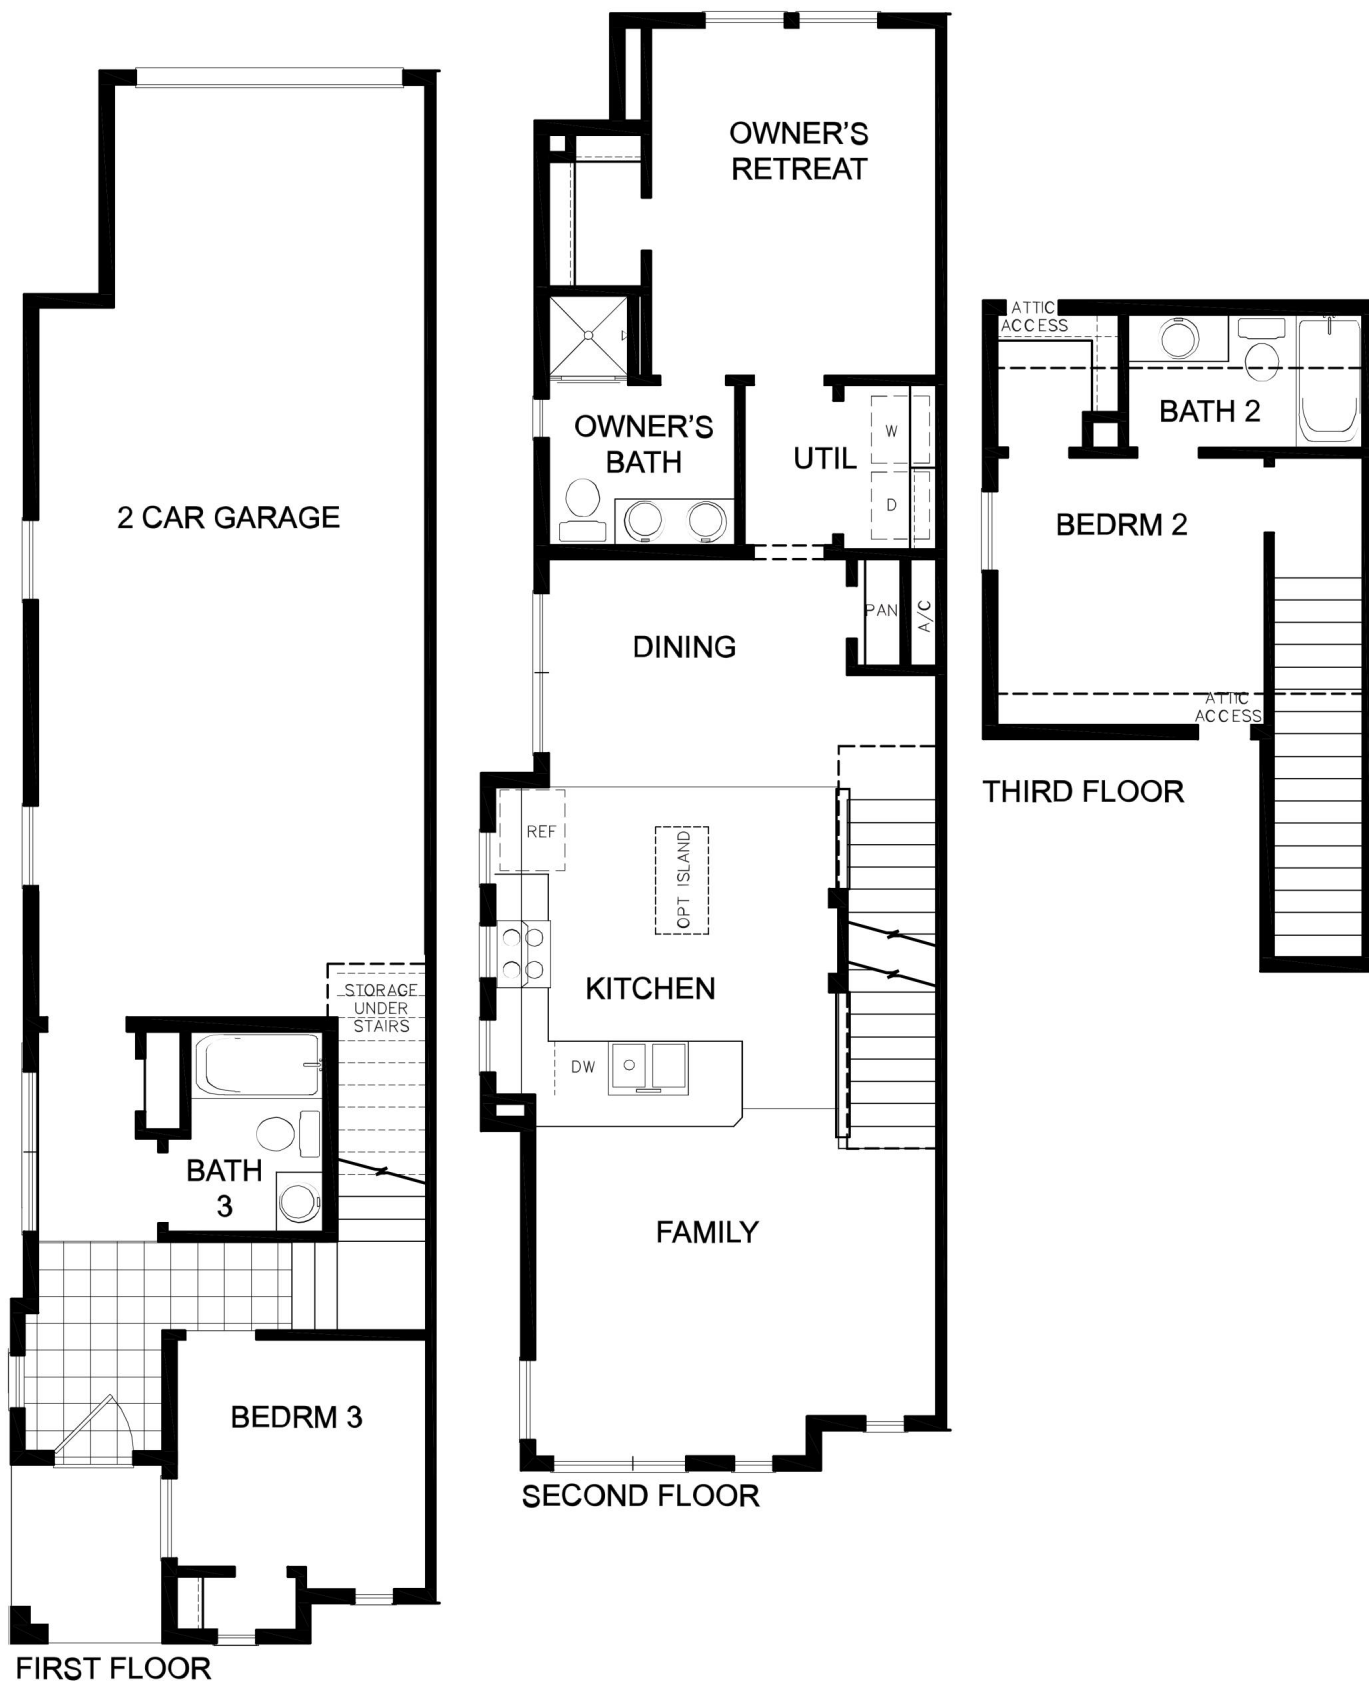 2 CAR GARAGE
STORAGE
UNDER
STAIRS
BATH
3
BEDRM 3
FIRST FLOOR
OWNER'S
RETREAT
OWNER'S
BATH
UTIL
W
D
DINING
PAN
A/C
REF
OPT ISLAND
KITCHEN
DW
FAMILY
SECOND FLOOR
ATTIC
ACCESS
BATH 2
BEDRM 2
ATTIC
ACCESS
THIRD FLOOR